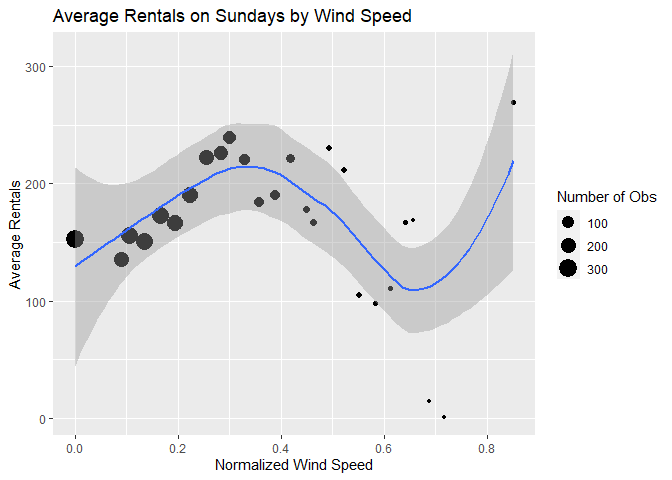 Average Rentals on Sundays by Wind Speed
300
200
100
0
Average Rentals
0.0 0.2 0.4 0.6 0.8
Normalized Wind Speed
Number of Obs
100
200
300